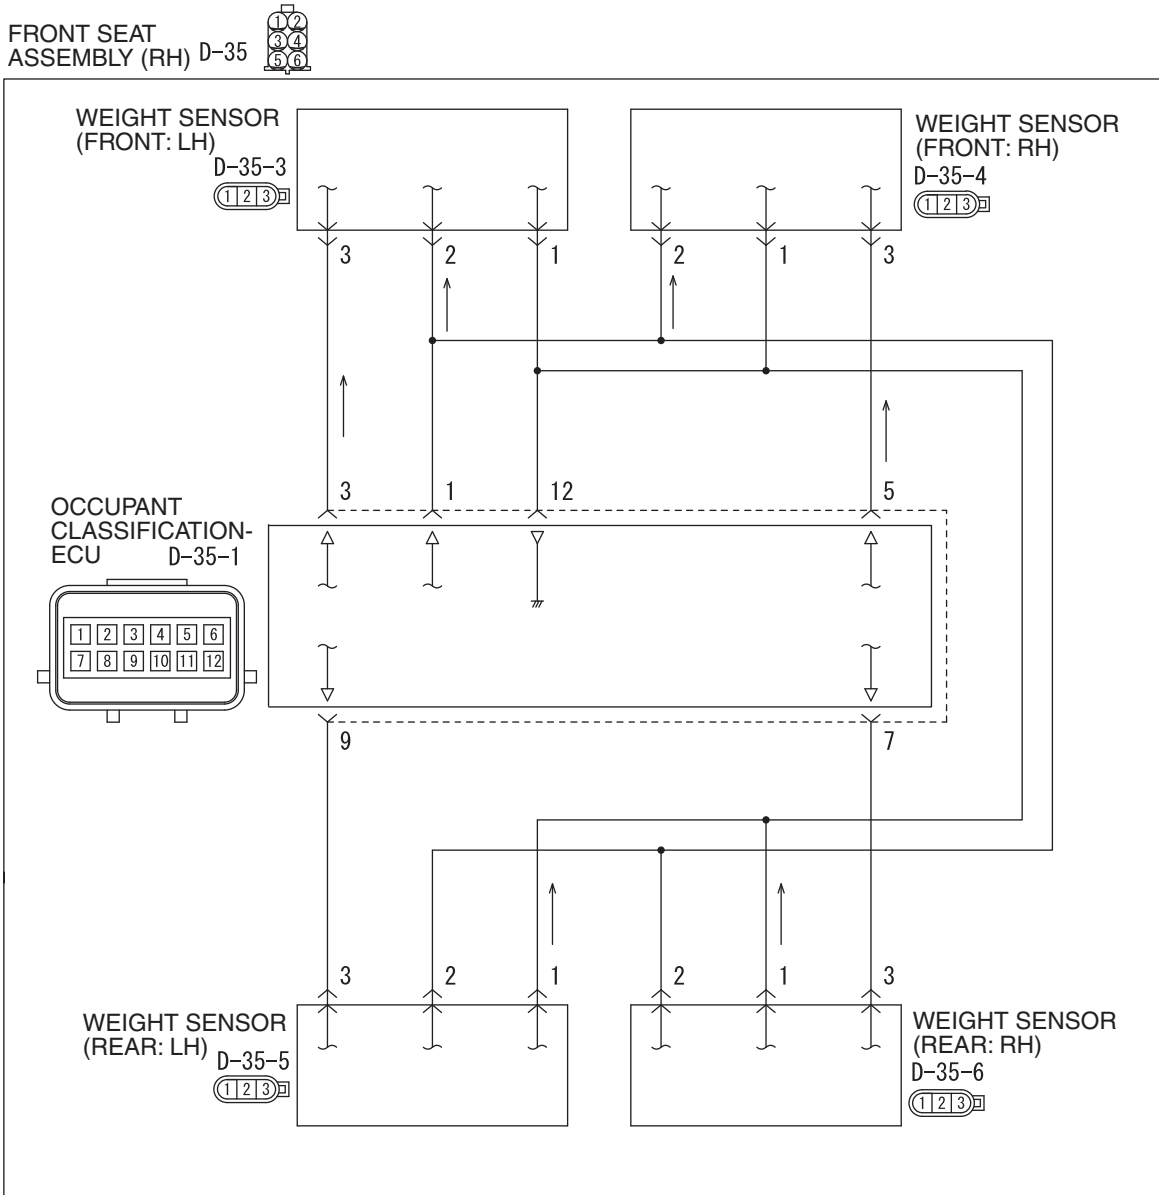 FRONT SEAT
ASSEMBLY (RH) D-35
1 2
3 4
5 6
WEIGHT SENSOR
(FRONT: LH)
D-35-3
1 2 3
WEIGHT SENSOR
(FRONT: RH)
D-35-4
1 2 3
3 2 1 2 1 3
3 1 12 5
OCCUPANT
CLASSIFICATION-
ECU D-35-1
1 2 3 4 5 6
7 8 9 10 11 12
9 7
3 2 1 2 1 3
WEIGHT SENSOR
(REAR: LH)
D-35-5
1 2 3
WEIGHT SENSOR
(REAR: RH)
D-35-6
1 2 3